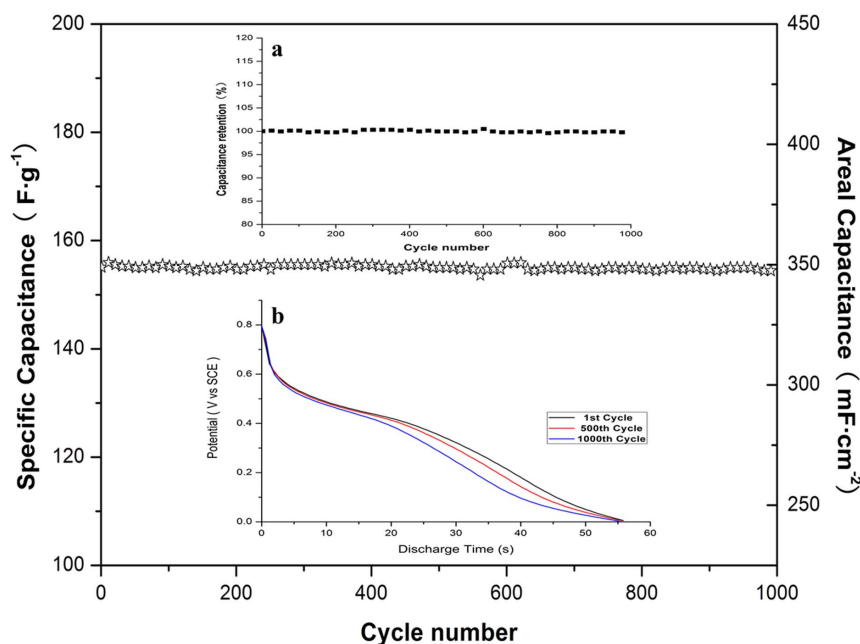 200
180
160
140
120
100
Specific Capacitance ( F·g⁻¹)
450
400
350
300
250
Areal Capacitance ( mF·cm⁻²)
0 200 400 600 800 1000
Cycle number
a
120
115
110
105
100
95
90
85
80
Capacitance retention (%)
0 200 400 600 800 1000
Cycle number
b
0.8
0.6
0.4
0.2
0.0
Potential ( V vs SCE )
1st Cycle
500th Cycle
1000th Cycle
0 10 20 30 40 50 60
Discharge Time (s)